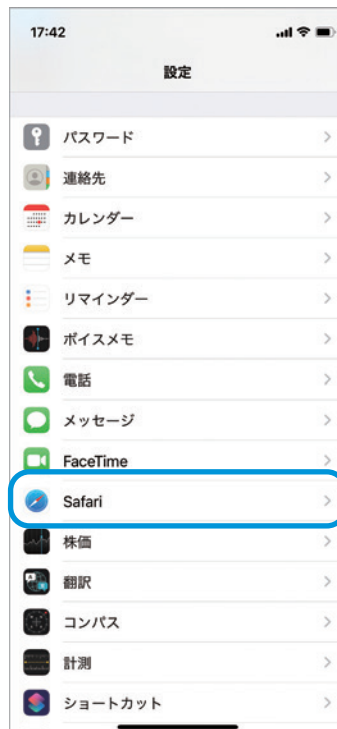 17:42
設定
パスワード
連絡先
カレンダー
メモ
リマインダー
ボイスメモ
電話
メッセージ
FaceTime
Safari
株価
翻訳
コンパス
計測
ショートカット